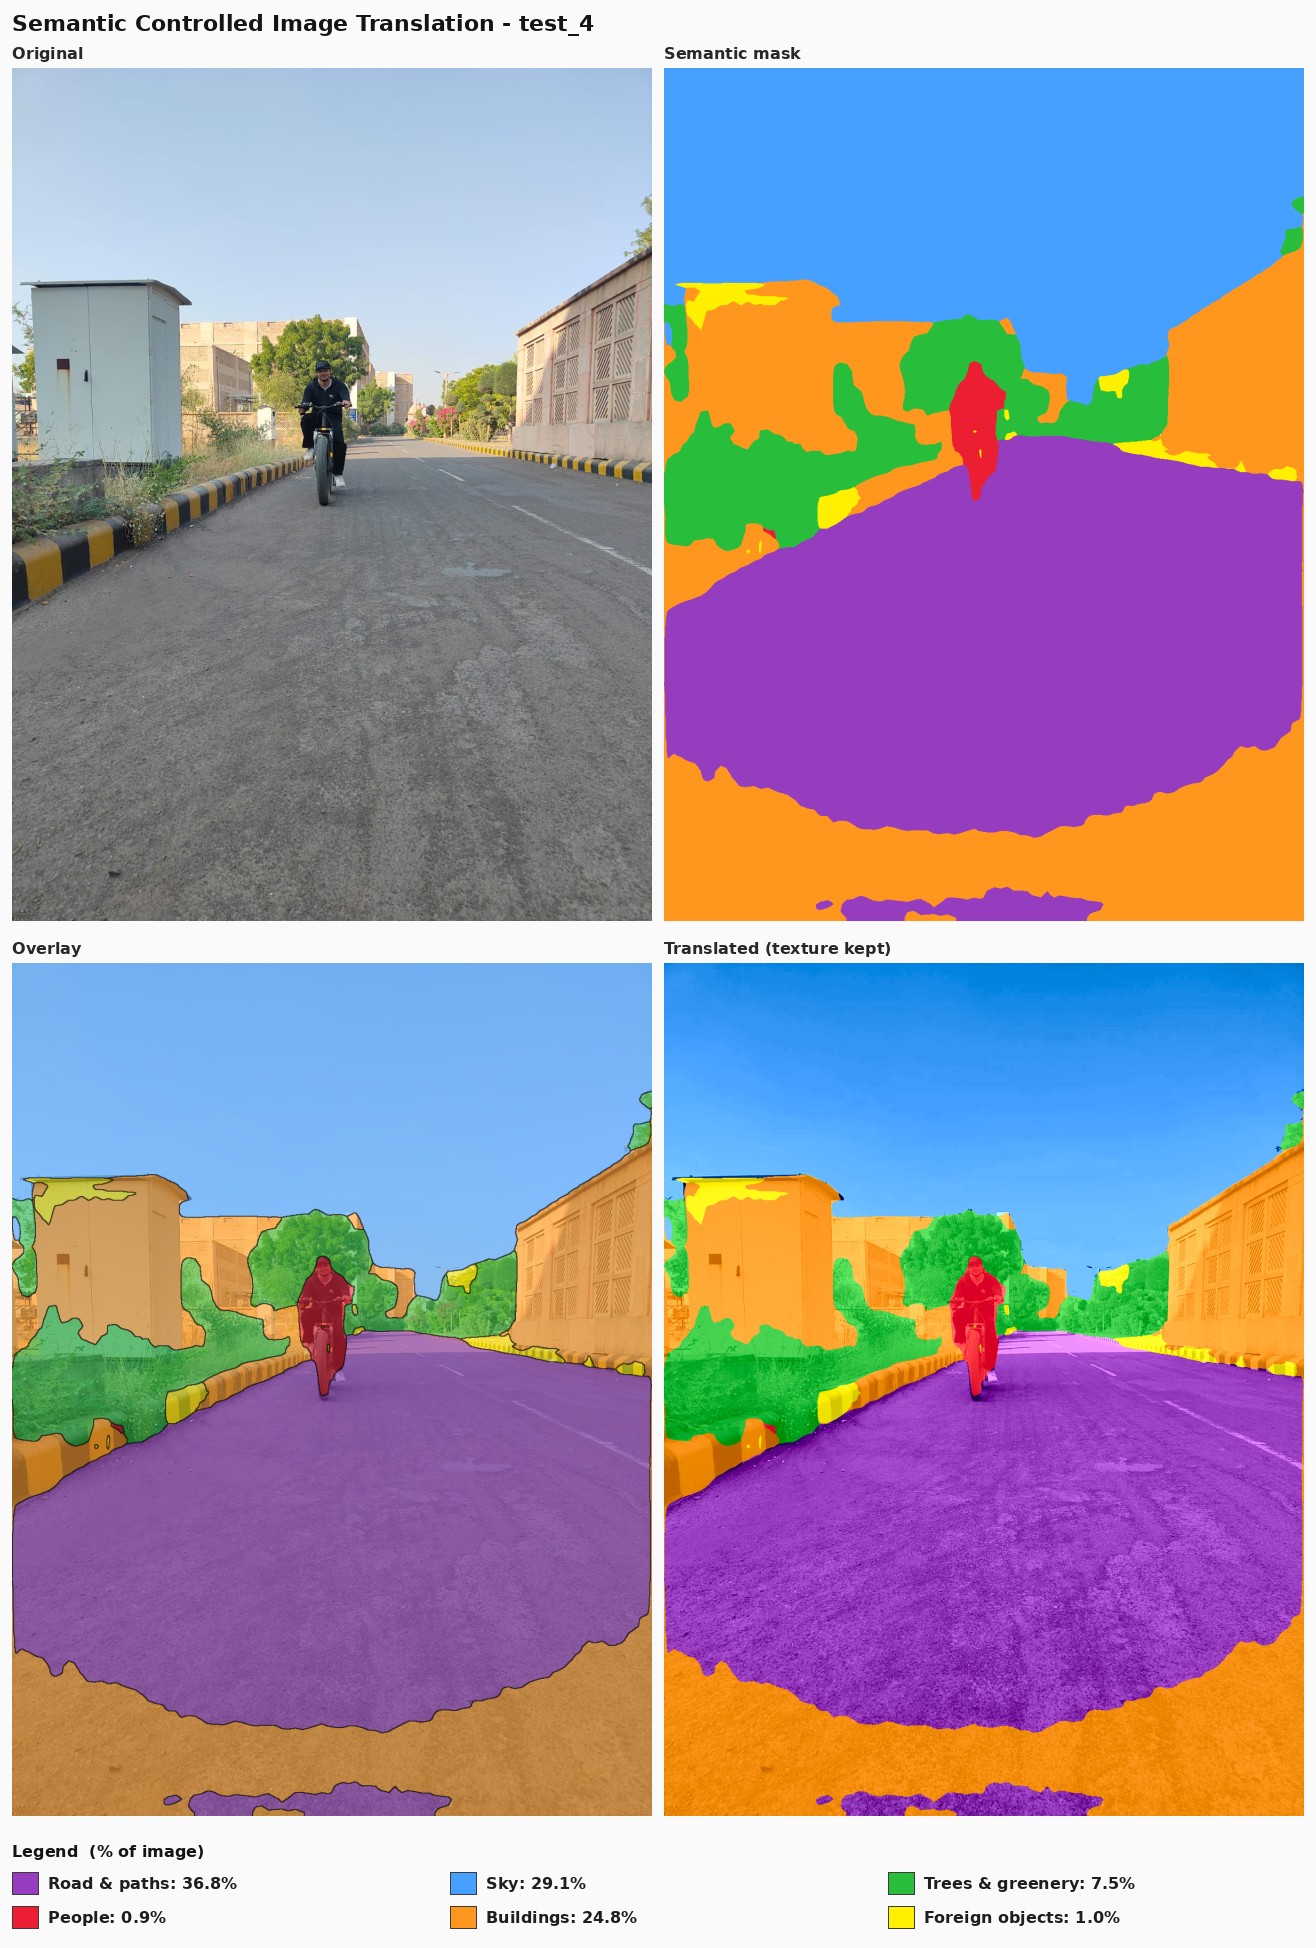 Semantic Controlled Image Translation - test_4
Original
Semantic mask
Overlay
Translated (texture kept)
Legend  (% of image)
Road & paths: 36.8%
Sky: 29.1%
Trees & greenery: 7.5%
People: 0.9%
Buildings: 24.8%
Foreign objects: 1.0%